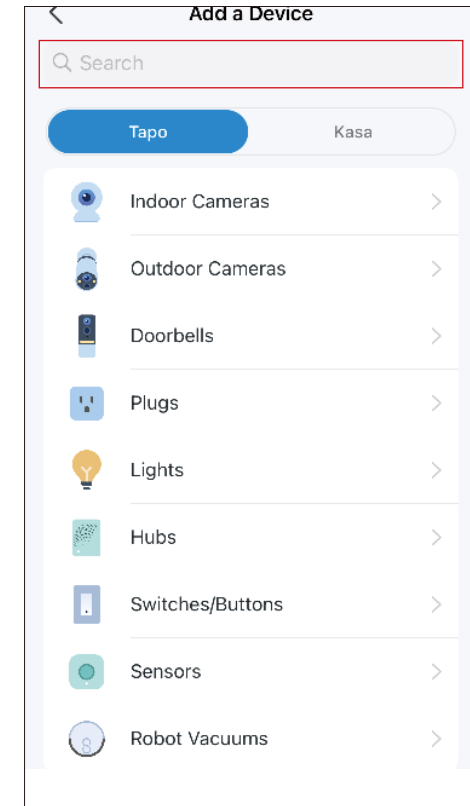 Add a Device
Search
Tapo Kasa
Indoor Cameras
Outdoor Cameras
Doorbells
Plugs
Lights
Hubs
Switches/Buttons
Sensors
Robot Vacuums